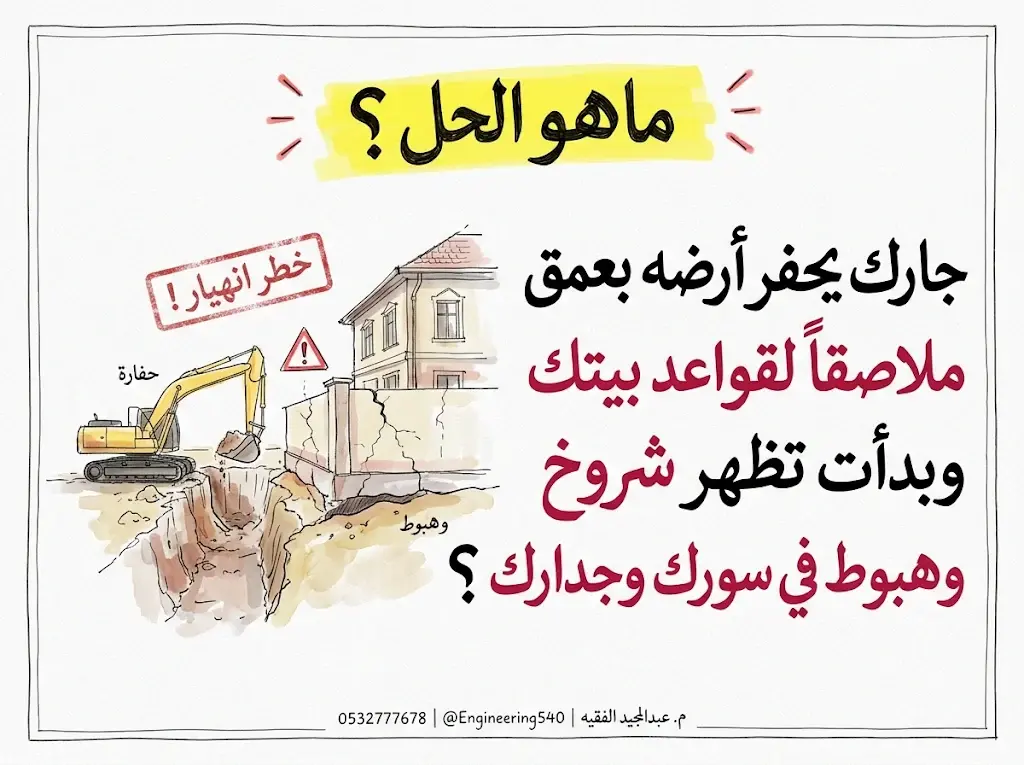 ماهو الحل ؟
جارك يحفر أرضه بعمق
ملاصقاً لقواعد بيتك
وبدأت تظهر شروخ
وهبوط في سورك وجدارك ؟
خطر انهيار !
!
حفارة
وهبوط
م. عبدالمجيد الفقيه | @Engineering540 | 0532777678